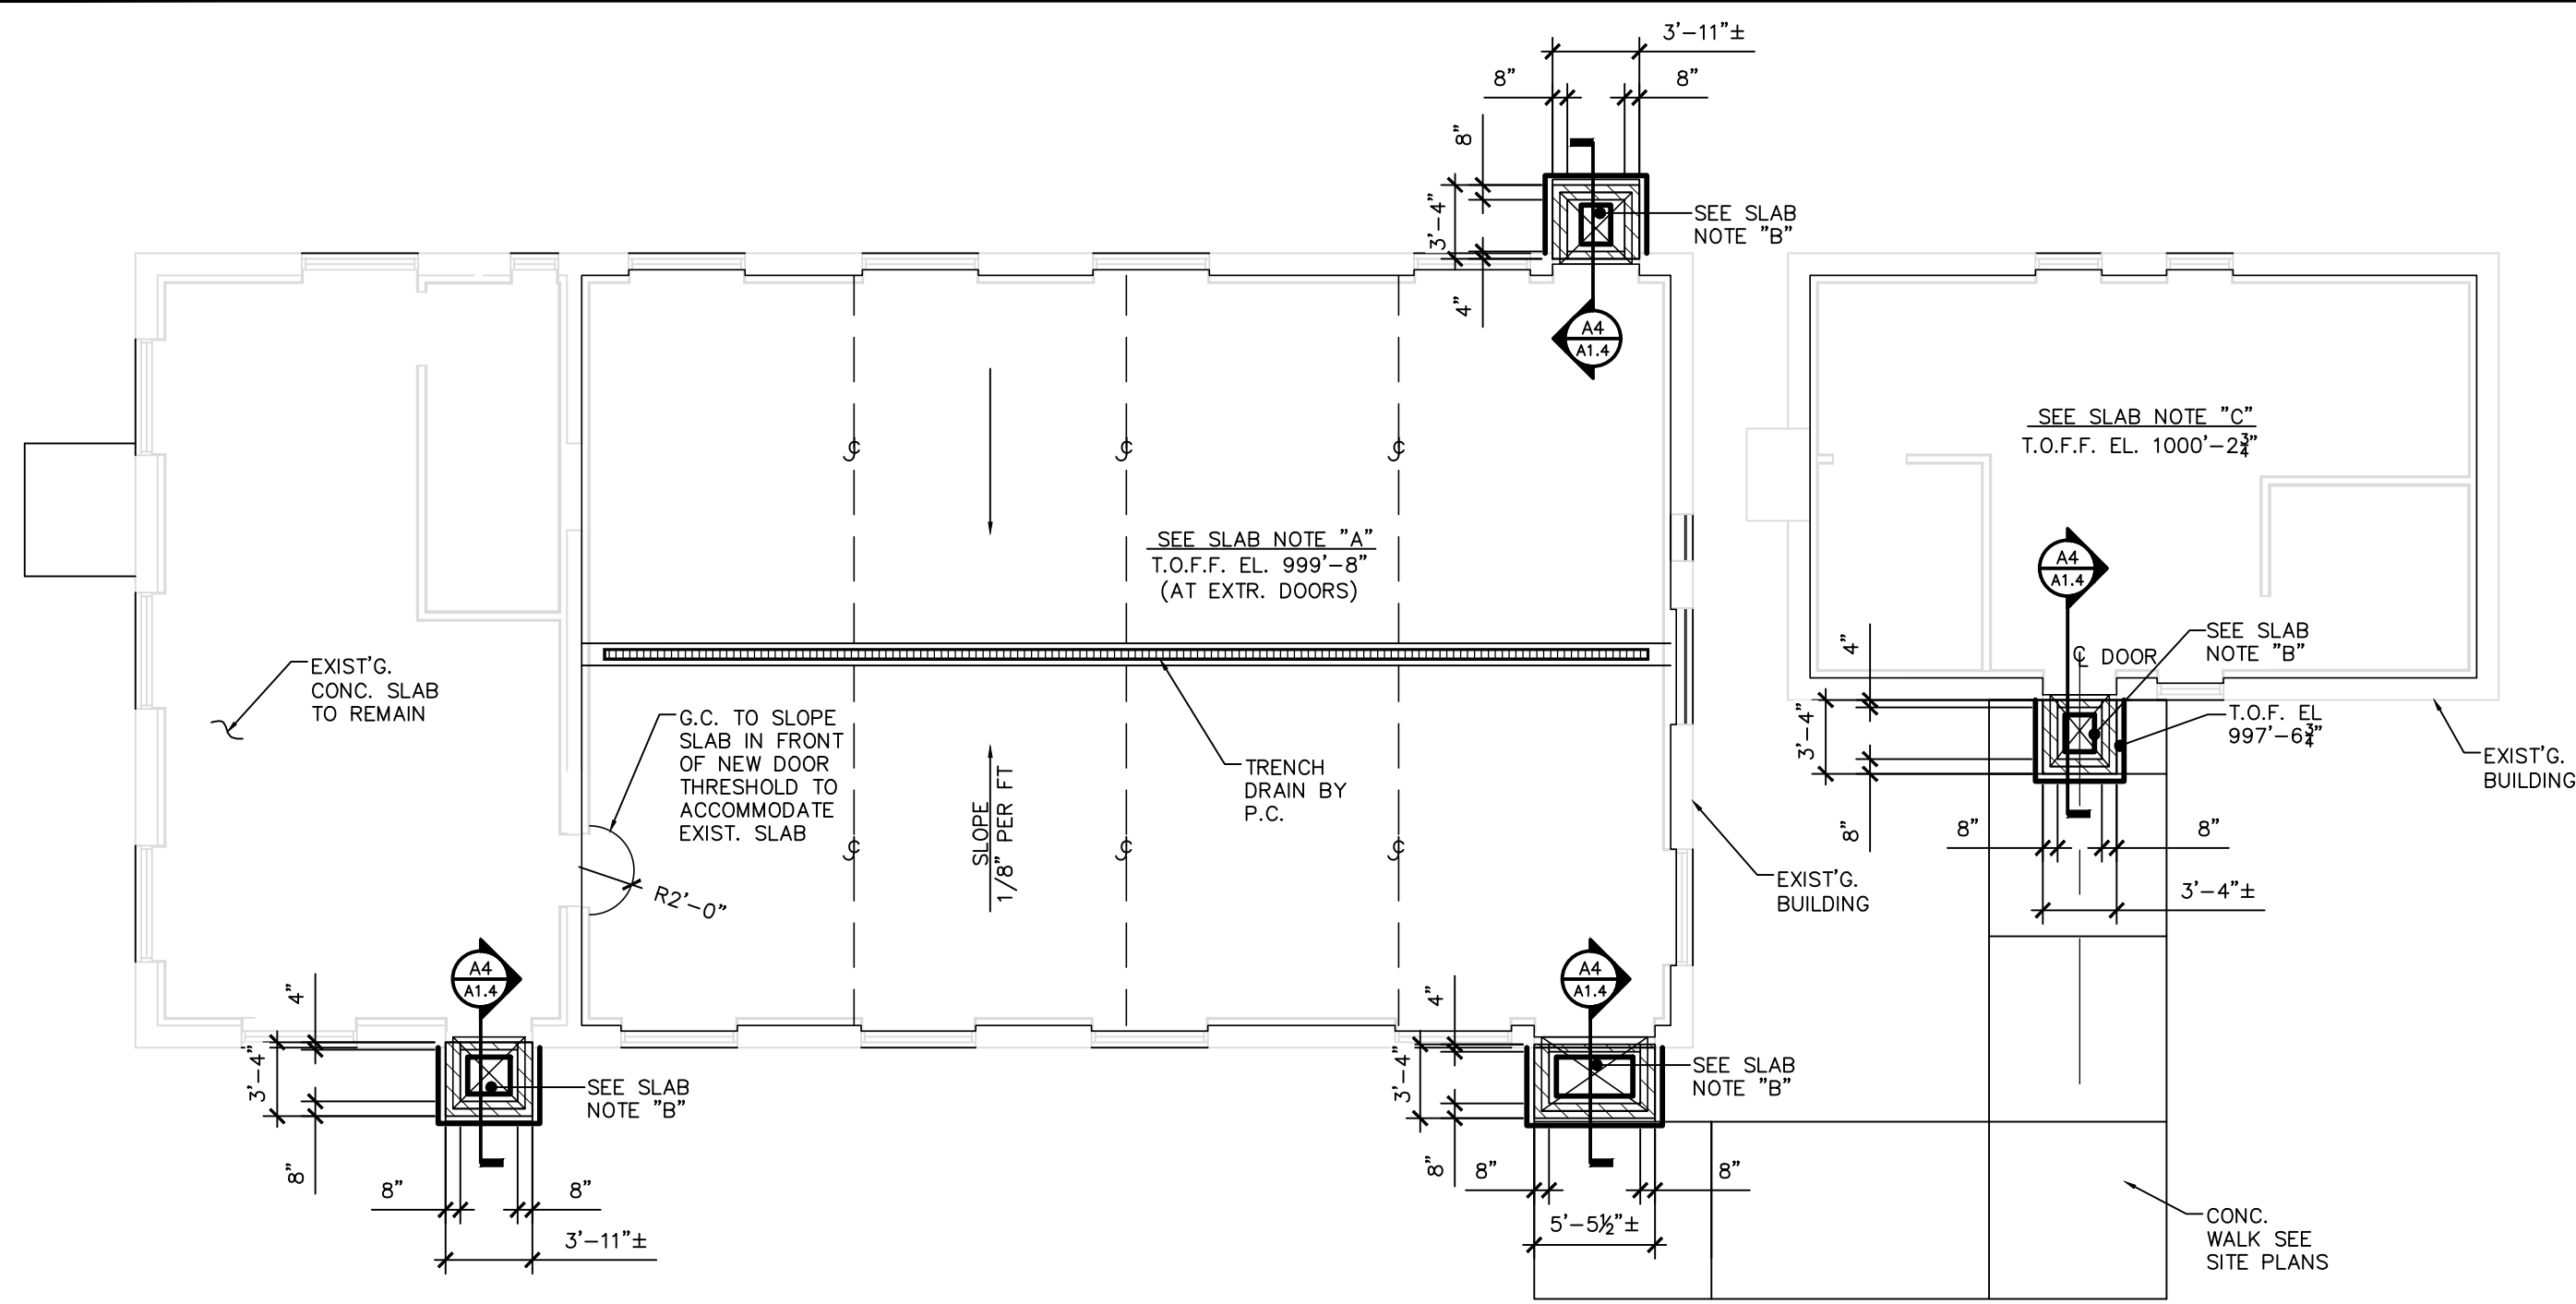 3'-11"±
8"
8"
8"
3'-4"
4"
SEE SLAB
NOTE "B"
A4
A1.4
SEE SLAB NOTE "C"
T.O.F.F. EL. 1000'-2¾"
SEE SLAB NOTE "A"
T.O.F.F. EL. 999'-8"
(AT EXTR. DOORS)
A4
A1.4
SEE SLAB
NOTE "B"
℄ DOOR
4"
3'-4"
8"
8"
8"
3'-4"±
T.O.F. EL
997'-6¾"
EXIST'G.
BUILDING
EXIST'G.
CONC. SLAB
TO REMAIN
G.C. TO SLOPE
SLAB IN FRONT
OF NEW DOOR
THRESHOLD TO
ACCOMMODATE
EXIST. SLAB
R2'-0"
SLOPE
1/8" PER FT
TRENCH
DRAIN BY
P.C.
CJ
CJ
CJ
CJ
CJ
CJ
EXIST'G.
BUILDING
A4
A1.4
4"
3'-4"
8"
SEE SLAB
NOTE "B"
8"
8"
3'-11"±
A4
A1.4
4"
3'-4"
8"
SEE SLAB
NOTE "B"
8"
8"
5'-5½"±
CONC.
WALK SEE
SITE PLANS